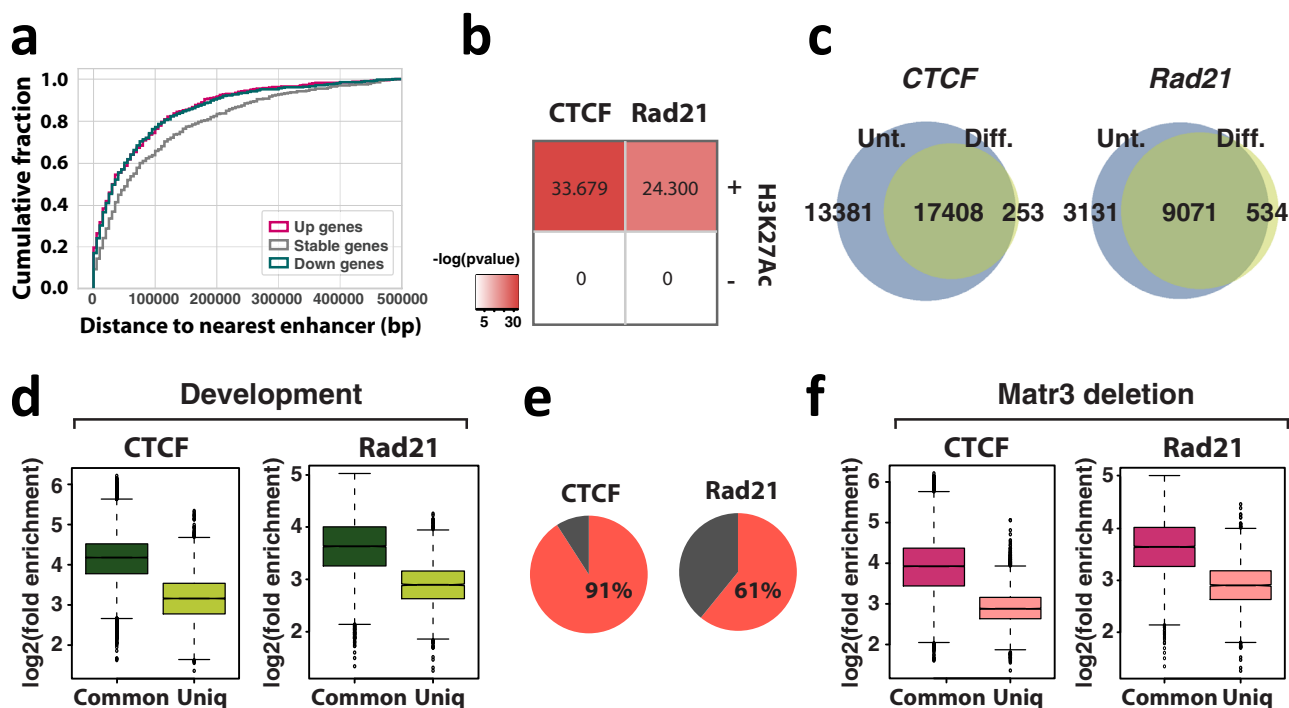 a
1.0
0.8
0.6
0.4
0.2
0.0
Cumulative fraction
Up genes
Stable genes
Down genes
0 100000 200000 300000 400000 500000
Distance to nearest enhancer (bp)
b
CTCF Rad21
33.679 24.300 +
0 0 -
H3K27Ac
-log(pvalue)
5 30
c
CTCF Rad21
Unt. Diff. Unt. Diff.
13381 17408 253 3131 9071 534
d
Development
CTCF Rad21
log2(fold enrichment)
6
5
4
3
2
Common Uniq
log2(fold enrichment)
5
4
3
2
Common Uniq
e
CTCF Rad21
91% 61%
f
Matr3 deletion
CTCF Rad21
log2(fold enrichment)
6
5
4
3
2
Common Uniq
log2(fold enrichment)
5
4
3
2
Common Uniq